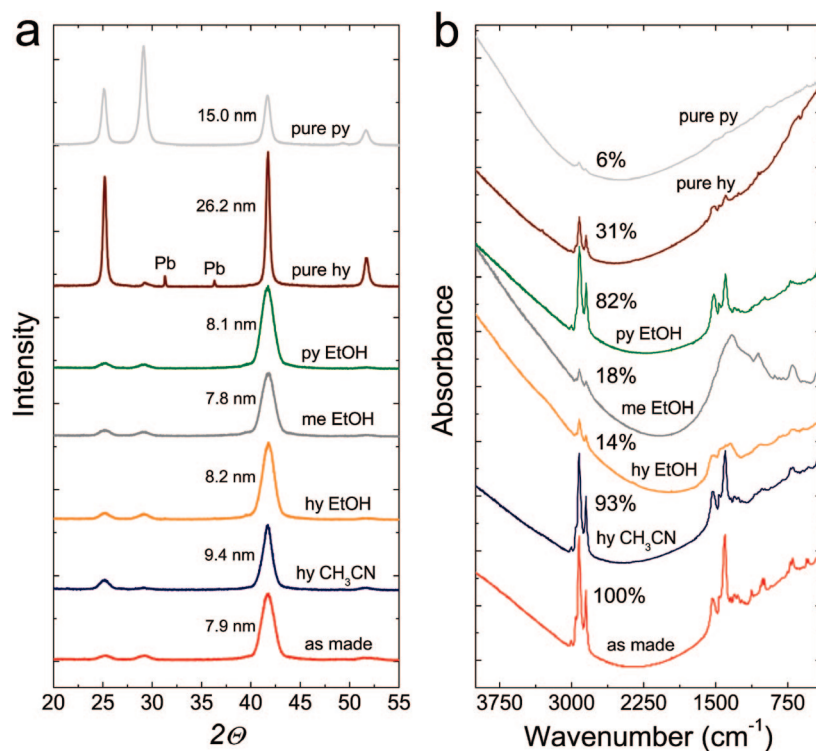 a
15.0 nm
pure py
26.2 nm
Pb
Pb
pure hy
8.1 nm
py EtOH
7.8 nm
me EtOH
8.2 nm
hy EtOH
9.4 nm
hy CH₃CN
7.9 nm
as made
Intensity
20 25 30 35 40 45 50 55
2Θ
b
pure py
6%
pure hy
31%
82%
py EtOH
18%
me EtOH
14%
hy EtOH
93%
hy CH₃CN
100%
as made
Absorbance
3750 3000 2250 1500 750
Wavenumber (cm⁻¹)